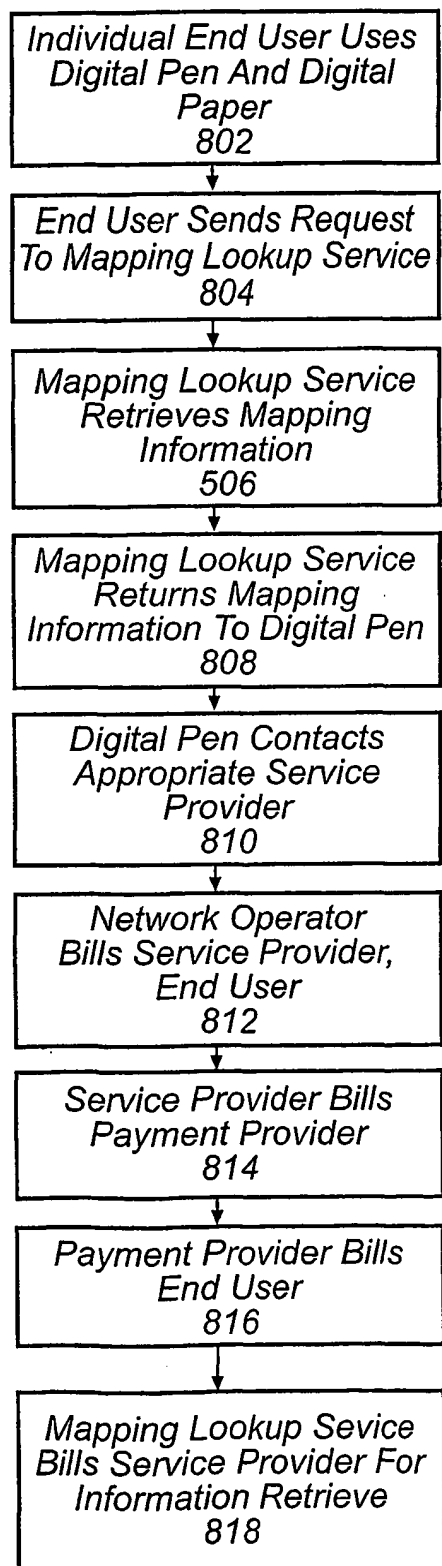 Individual End User Uses
Digital Pen And Digital
Paper
802
End User Sends Request
To Mapping Lookup Service
804
Mapping Lookup Service
Retrieves Mapping
Information
506
Mapping Lookup Service
Returns Mapping
Information To Digital Pen
808
Digital Pen Contacts
Appropriate Service
Provider
810
Network Operator
Bills Service Provider,
End User
812
Service Provider Bills
Payment Provider
814
Payment Provider Bills
End User
816
Mapping Lookup Sevice
Bills Service Provider For
Information Retrieve
818